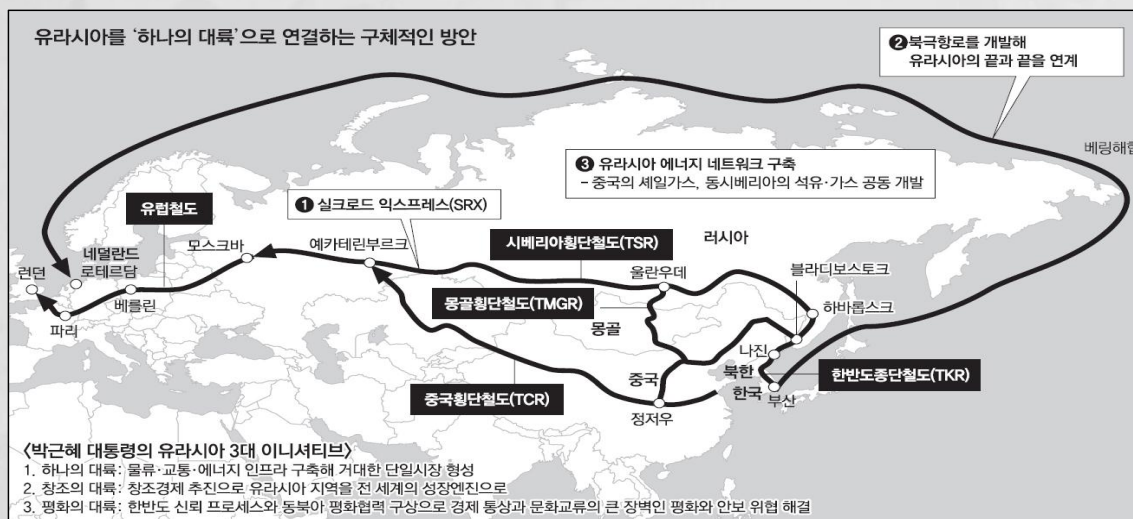 유라시아를 ‘하나의 대륙’으로 연결하는 구체적인 방안
❷북극항로를 개발해
유라시아의 끝과 끝을 연계
베링해협
❸ 유라시아 에너지 네트워크 구축
– 중국의 셰일가스, 동시베리아의 석유·가스 공동 개발
❶ 실크로드 익스프레스(SRX)
유럽철도
시베리아횡단철도(TSR)
러시아
모스크바
예카테린부르크
네덜란드
로테르담
런던
베를린
파리
울란우데
블라디보스토크
하바롭스크
몽골횡단철도(TMGR)
몽골
나진
북한
한국
부산
한반도종단철도(TKR)
중국
정저우
중국횡단철도(TCR)
〈박근혜 대통령의 유라시아 3대 이니셔티브〉
1. 하나의 대륙: 물류·교통·에너지 인프라 구축해 거대한 단일시장 형성
2. 창조의 대륙: 창조경제 추진으로 유라시아 지역을 전 세계의 성장엔진으로
3. 평화의 대륙: 한반도 신뢰 프로세스와 동북아 평화협력 구상으로 경제 통상과 문화교류의 큰 장벽인 평화와 안보 위협 해결